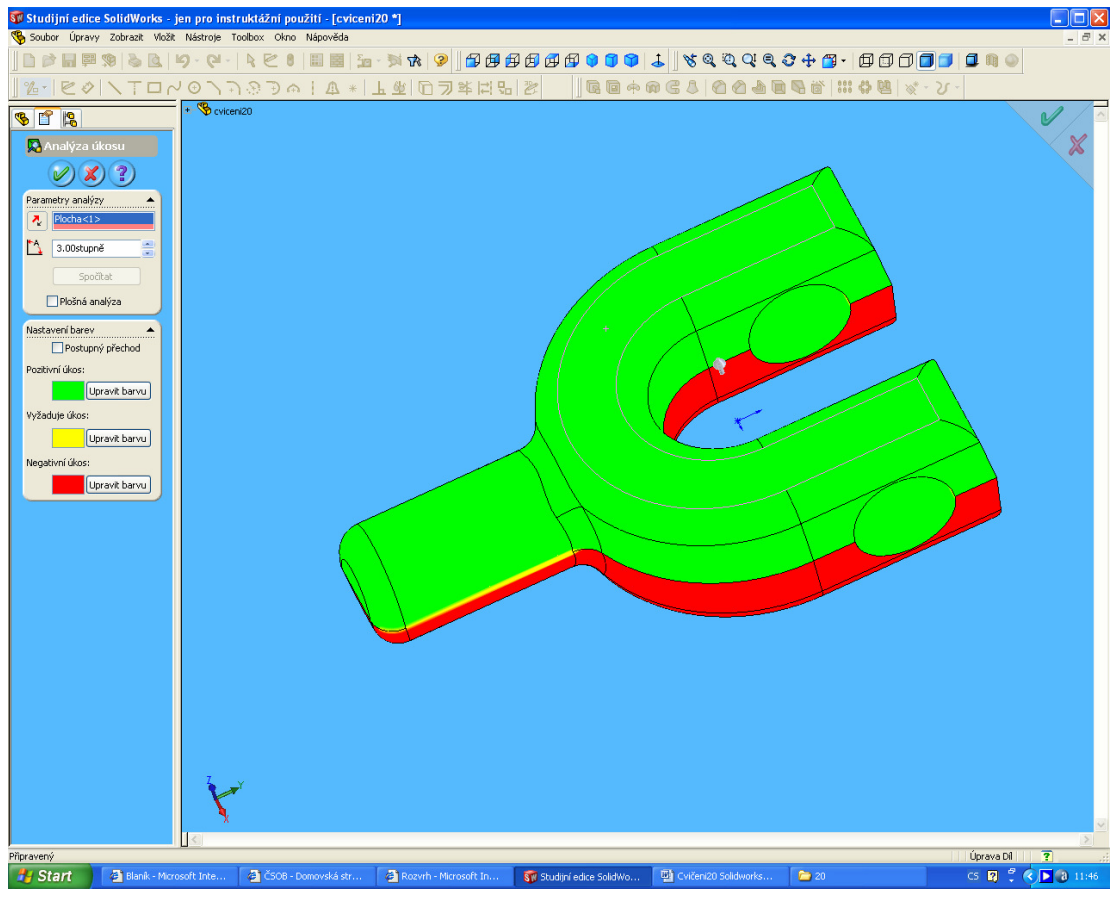 Studijní edice SolidWorks - jen pro instruktážní použití - [cviceni20 *]
Soubor Úpravy Zobrazit Vložit Nástroje Toolbox Okno Nápověda
cviceni20
Analýza úkosu
Parametry analýzy
Plocha<1>
3.00stupně
Spočítat
Plošná analýza
Nastavení barev
Postupný přechod
Pozitivní úkos:
Upravit barvu
Vyžaduje úkos:
Upravit barvu
Negativní úkos:
Upravit barvu
Z
Y
X
Připravený
Úprava Díl
Start
Blaník - Microsoft Inte...
ČSOB - Domovská str...
Rozvrh - Microsoft In...
Studijní edice SolidWo...
Cvičení20 Solidworks...
20
CS
11:46